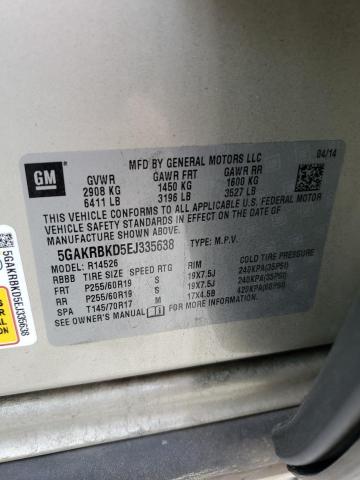 GM
MFD BY GENERAL MOTORS LLC 04/14
GVWR GAWR FRT GAWR RR
2908 KG 1450 KG 1600 KG
6411 LB 3196 LB 3527 LB
THIS VEHICLE CONFORMS TO ALL APPLICABLE U.S.
FEDERAL MOTOR VEHICLE SAFETY, BUMPER, AND
THEFT PREVENTION STANDARDS IN EFFECT ON THE
DATE OF MANUFACTURE SHOWN ABOVE.
5GAKRBKD5EJ335638 TYPE: M.P.V.
MODEL: R14526
RBBB TIRE SIZE SPEED RTG RIM COLD TIRE PRESSURE
FRT P255/60R19 S 19X7.5J 240KPA(35PSI)
RR P255/60R19 S 19X7.5J 240KPA(35PSI)
SPA T145/70R17 M 17X4.5B 420KPA(60PSI)
SEE OWNER'S MANUAL
5GAKRBKD5EJ335638